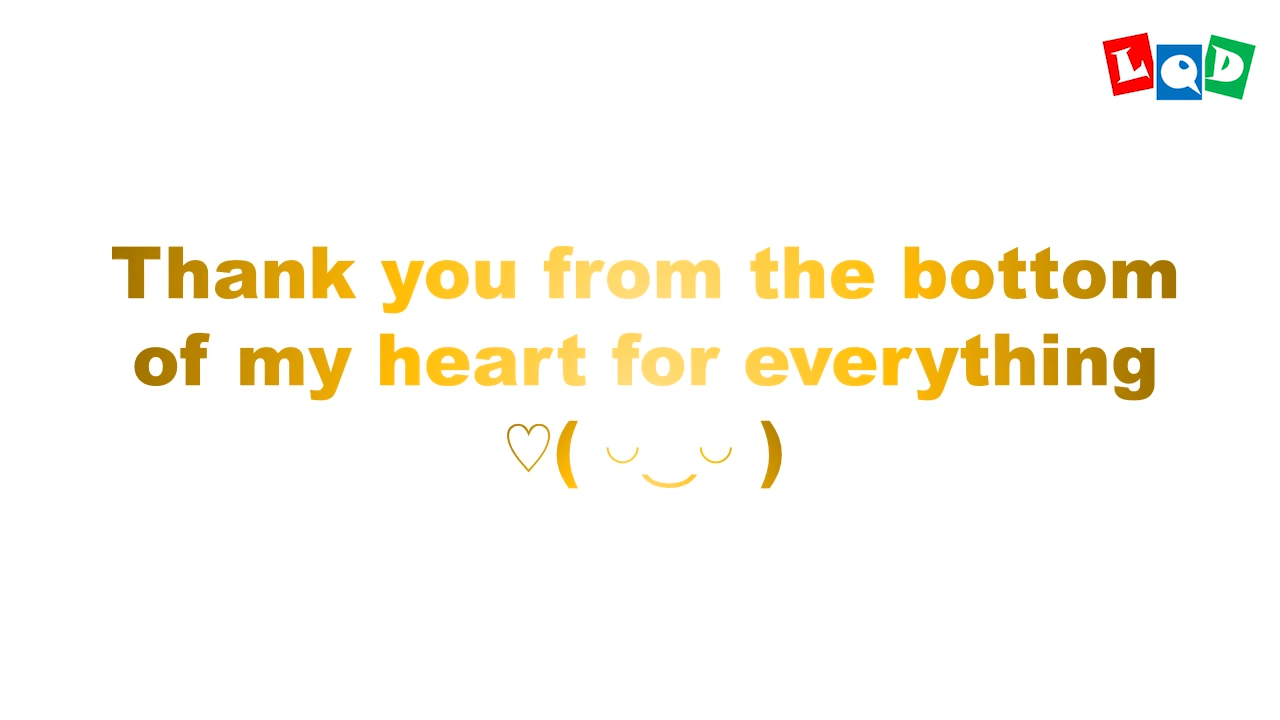 LQD
Thank you from the bottom
of my heart for everything
♡( ◡‿◡ )